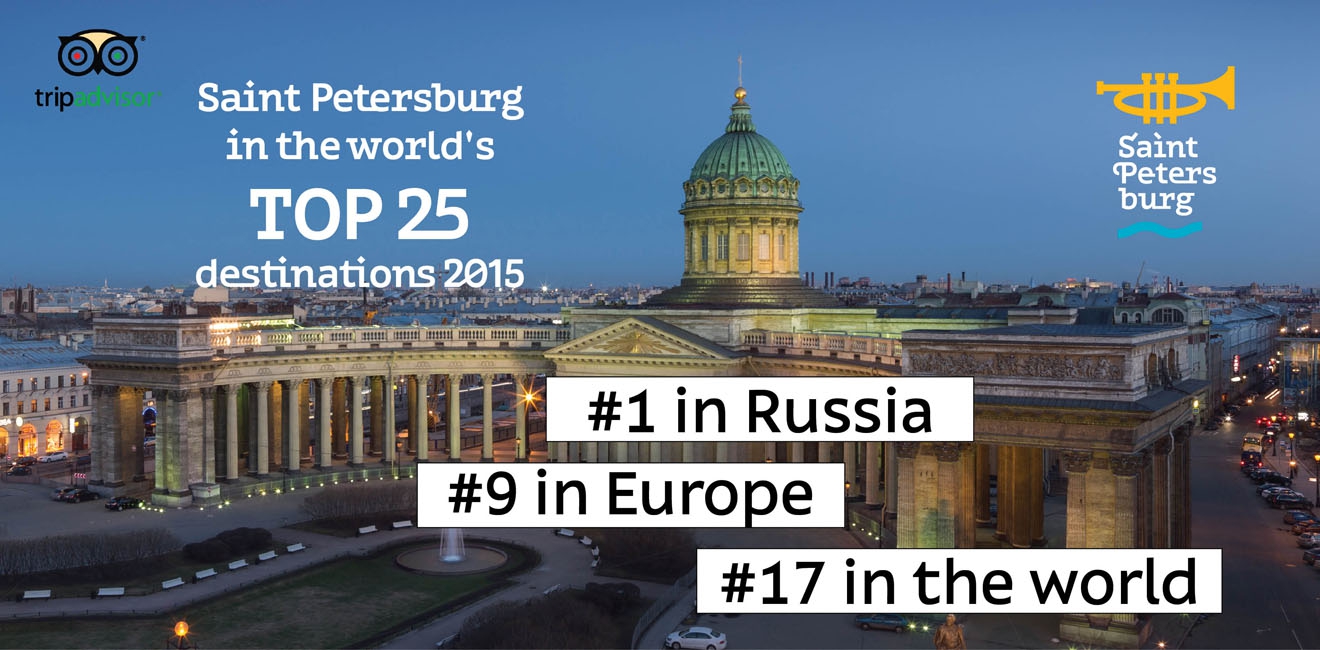 tripadvisor®
Saint Petersburg
in the world's
TOP 25
destinations 2015
Saint
Peters
burg
#1 in Russia
#9 in Europe
#17 in the world